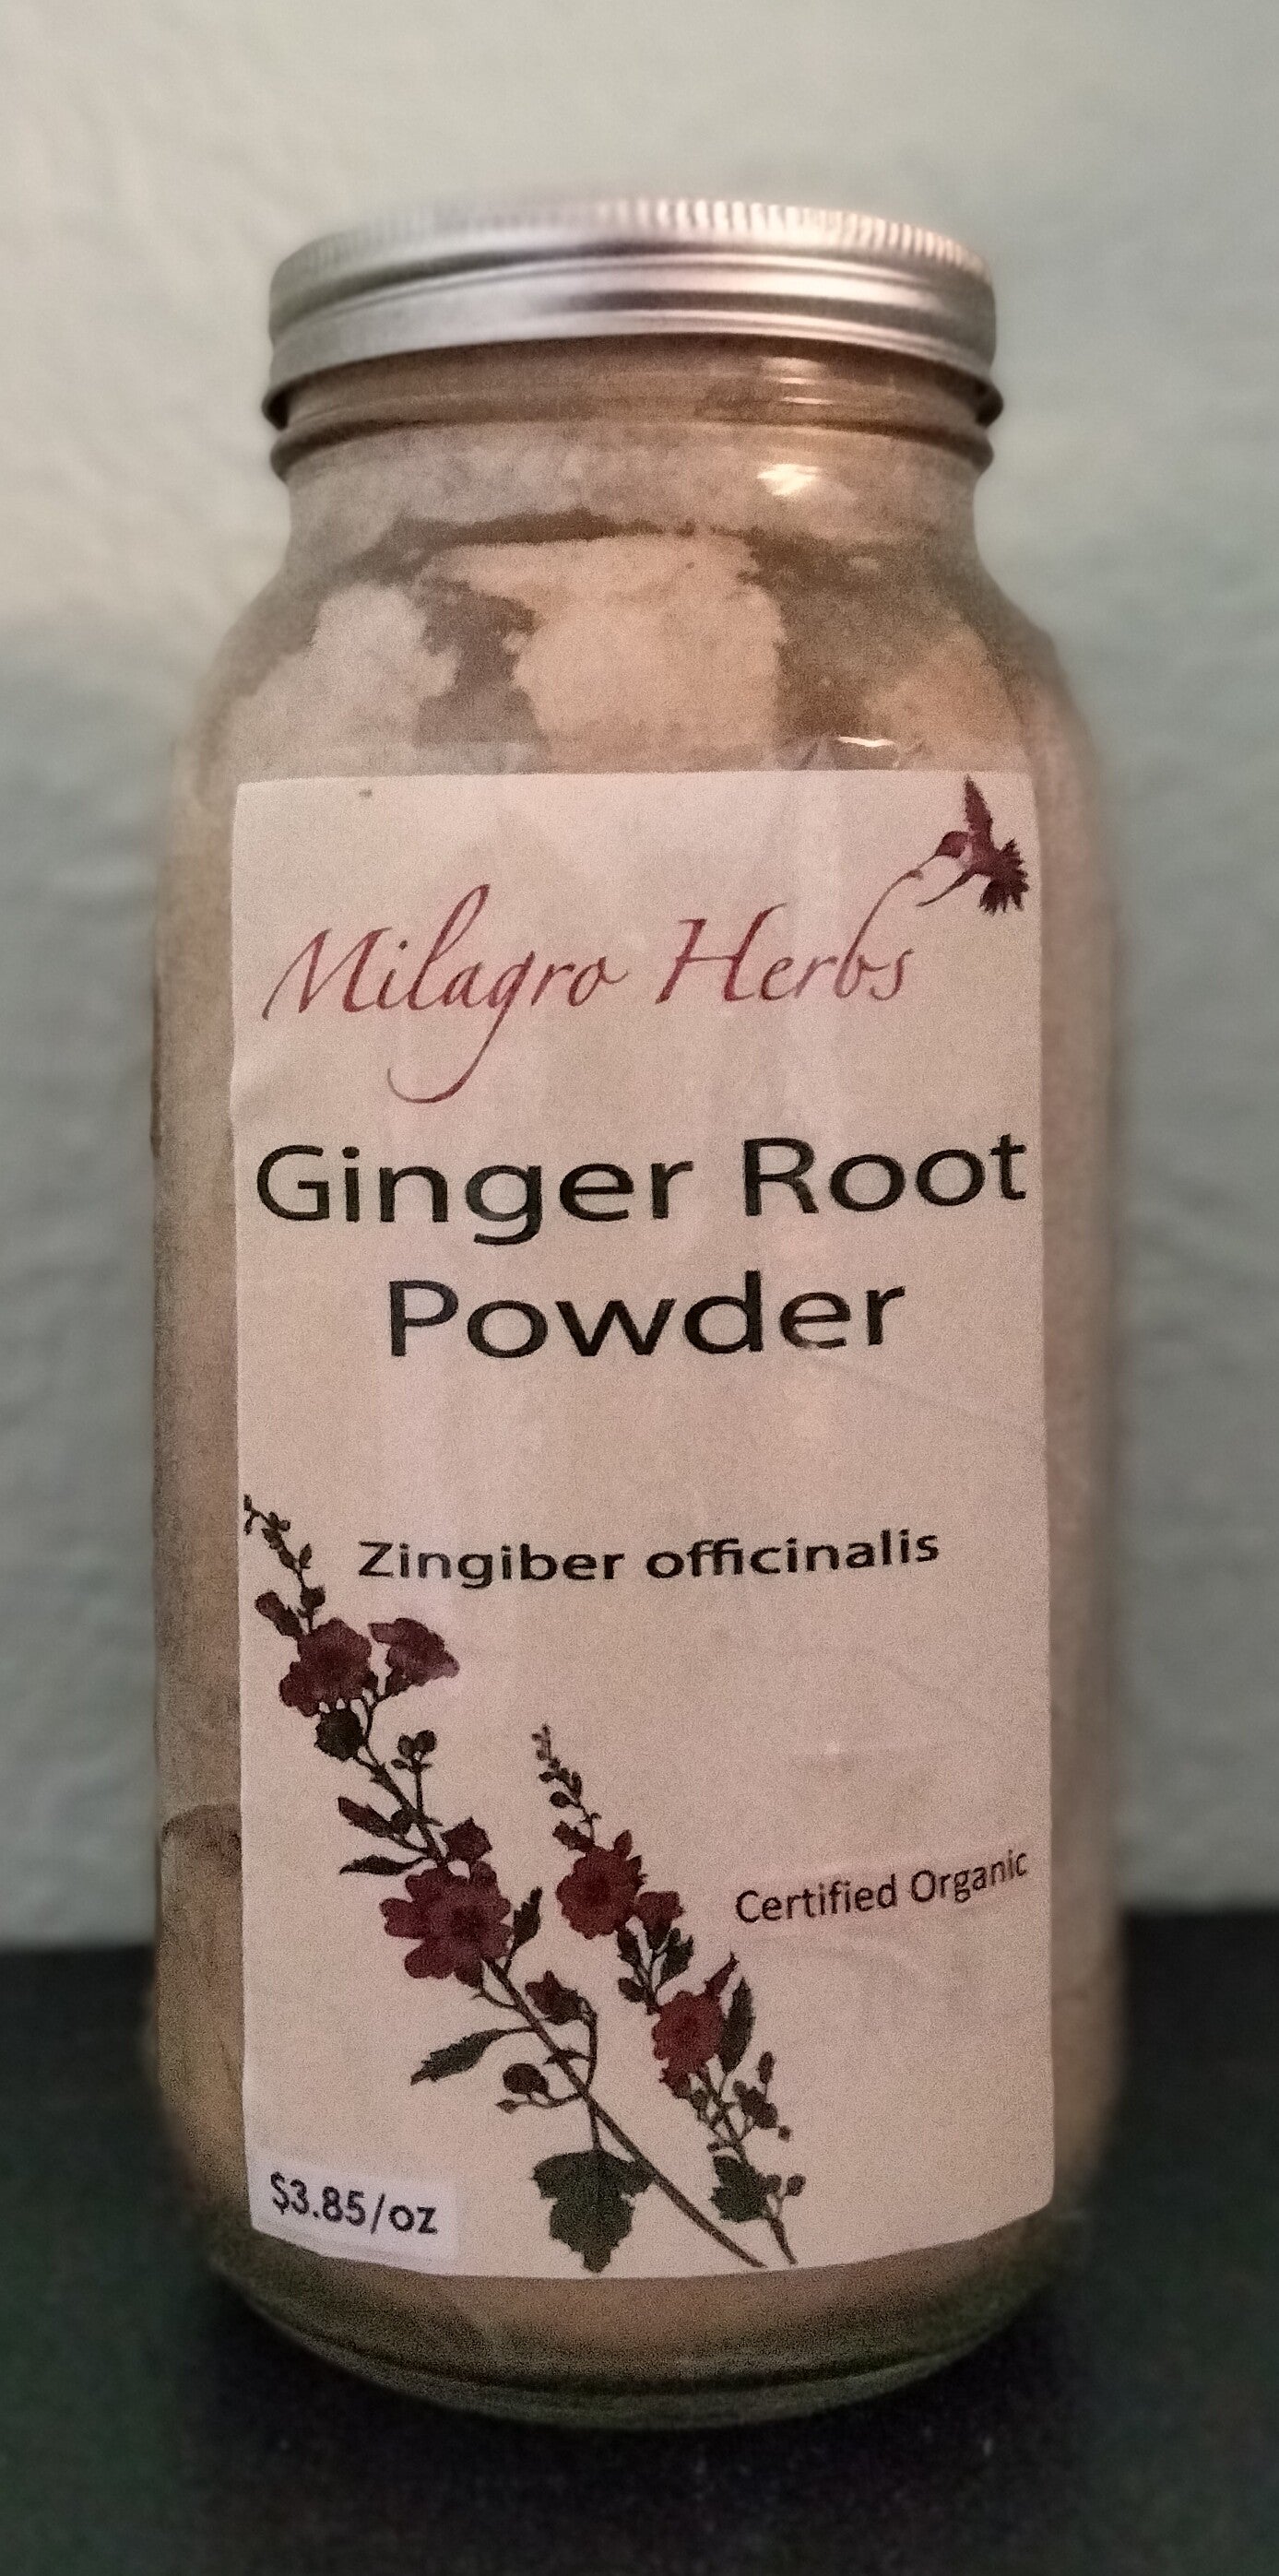 Milagro Herbs
Ginger Root
Powder
Zingiber officinalis
Certified Organic
$3.85/oz